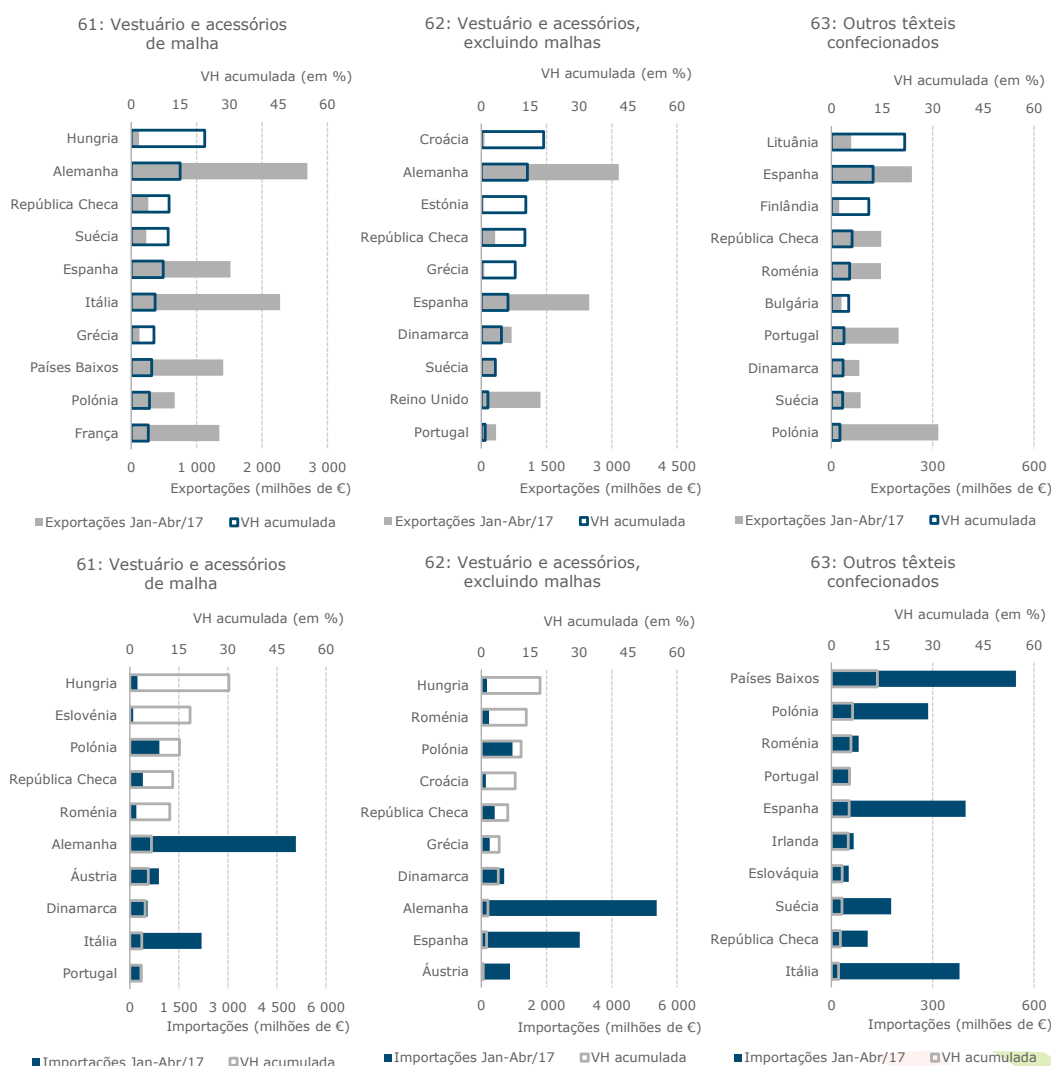 61: Vestuário e acessórios
de malha
VH acumulada (em %)
0 15 30 45 60
Hungria
Alemanha
República Checa
Suécia
Espanha
Itália
Grécia
Países Baixos
Polónia
França
0 1 000 2 000 3 000
Exportações (milhões de €)
Exportações Jan-Abr/17 VH acumulada
62: Vestuário e acessórios,
excluindo malhas
VH acumulada (em %)
0 15 30 45 60
Croácia
Alemanha
Estónia
República Checa
Grécia
Espanha
Dinamarca
Suécia
Reino Unido
Portugal
0 1 500 3 000 4 500
Exportações (milhões de €)
Exportações Jan-Abr/17 VH acumulada
63: Outros têxteis
confecionados
VH acumulada (em %)
0 15 30 45 60
Lituânia
Espanha
Finlândia
República Checa
Roménia
Bulgária
Portugal
Dinamarca
Suécia
Polónia
0 300 600
Exportações (milhões de €)
Exportações Jan-Abr/17 VH acumulada
61: Vestuário e acessórios
de malha
VH acumulada (em %)
0 15 30 45 60
Hungria
Eslovénia
Polónia
República Checa
Roménia
Alemanha
Áustria
Dinamarca
Itália
Portugal
0 1 500 3 000 4 500 6 000
Importações (milhões de €)
Importações Jan-Abr/17 VH acumulada
62: Vestuário e acessórios,
excluindo malhas
VH acumulada (em %)
0 15 30 45 60
Hungria
Roménia
Polónia
Croácia
República Checa
Grécia
Dinamarca
Alemanha
Espanha
Áustria
0 2 000 4 000 6 000
Importações (milhões de €)
Importações Jan-Abr/17 VH acumulada
63: Outros têxteis
confecionados
VH acumulada (em %)
0 15 30 45 60
Países Baixos
Polónia
Roménia
Portugal
Espanha
Irlanda
Eslováquia
Suécia
República Checa
Itália
0 300 600
Importações (milhões de €)
Importações Jan-Abr/17 VH acumulada